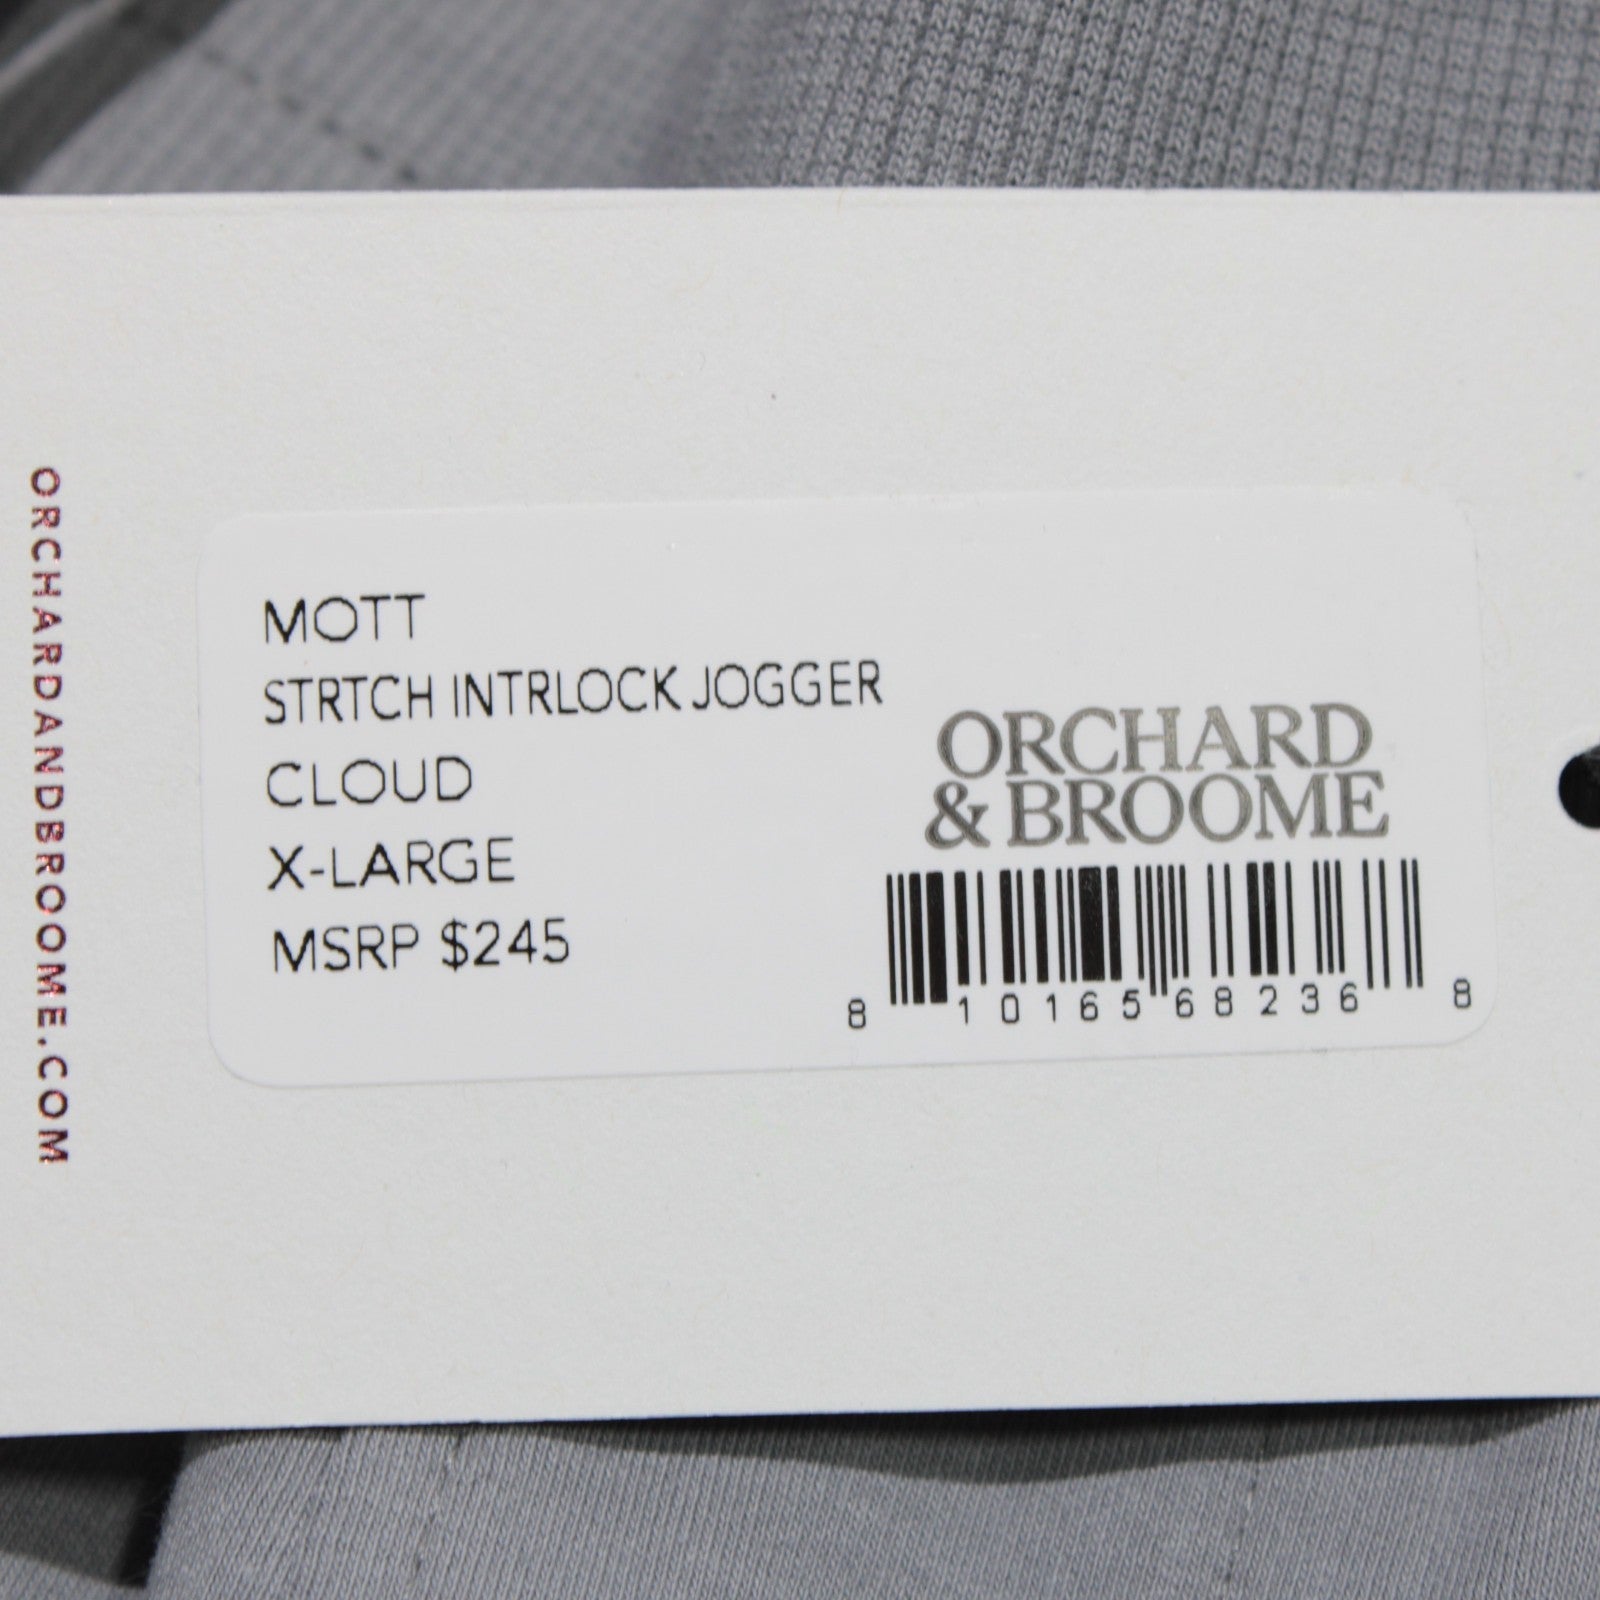 ORCHARDANDBROOME.COM
MOTT
STRTCH INTRLOCK JOGGER
CLOUD
X-LARGE
MSRP $245
ORCHARD
& BROOME
8 10165 68236 8